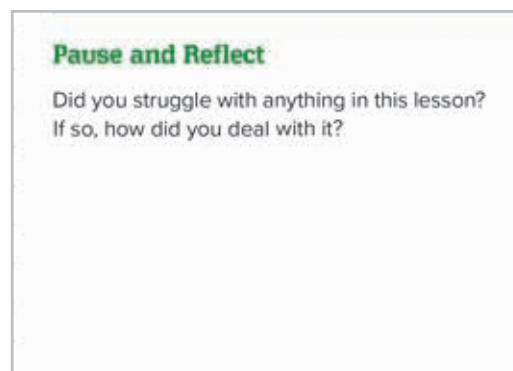 Pause and Reflect
Did you struggle with anything in this lesson?
If so, how did you deal with it?